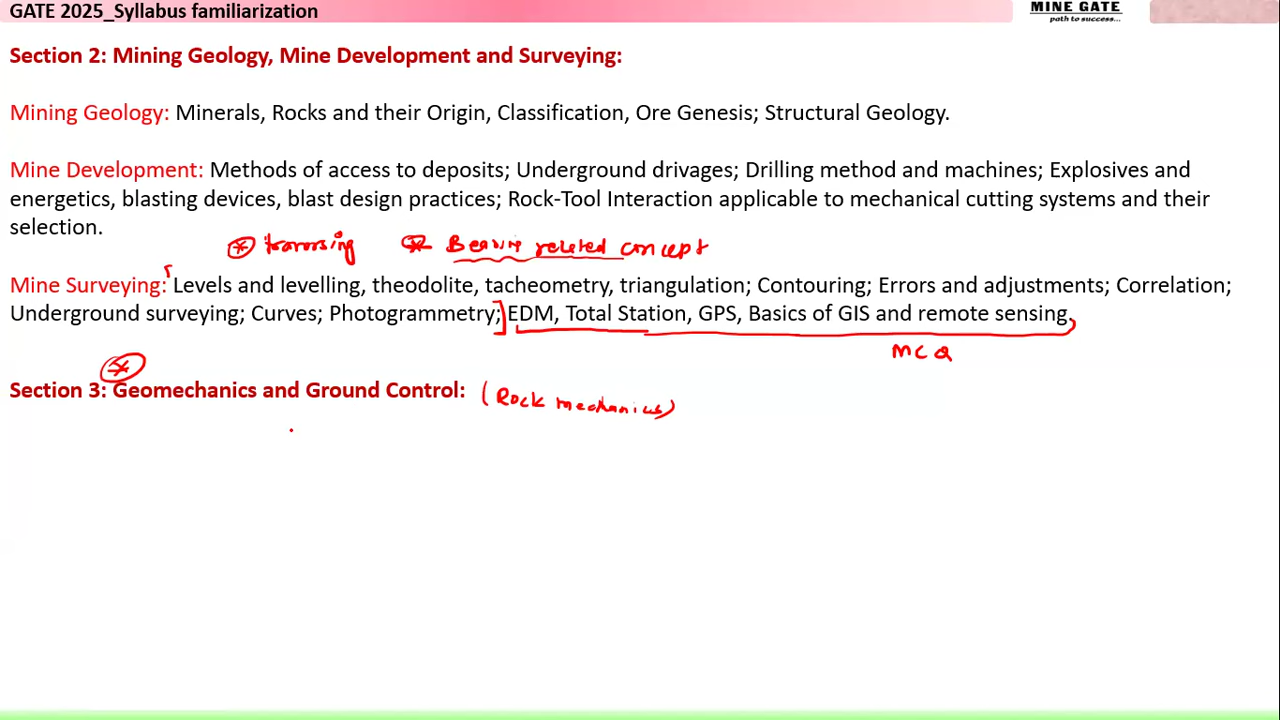 GATE 2025_Syllabus familiarization
MINE GATE
path to success...
Section 2: Mining Geology, Mine Development and Surveying:
Mining Geology: Minerals, Rocks and their Origin, Classification, Ore Genesis; Structural Geology.
Mine Development: Methods of access to deposits; Underground drivages; Drilling method and machines; Explosives and
energetics, blasting devices, blast design practices; Rock-Tool Interaction applicable to mechanical cutting systems and their
selection.
* traversing * Bearing related concept
Mine Surveying: Levels and levelling, theodolite, tacheometry, triangulation; Contouring; Errors and adjustments; Correlation;
Underground surveying; Curves; Photogrammetry; EDM, Total Station, GPS, Basics of GIS and remote sensing.
MCQ
*
Section 3: Geomechanics and Ground Control: (Rock mechanics)